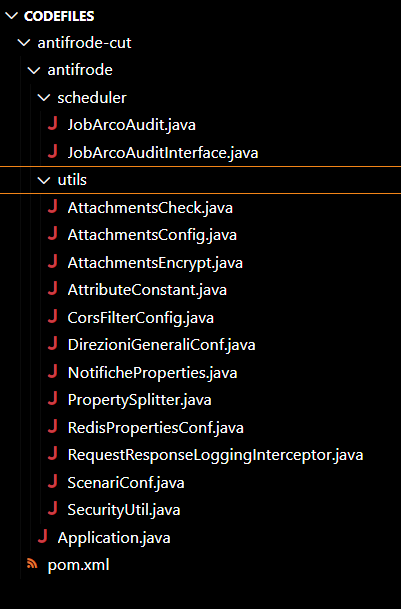 CODEFILES
antifrode-cut
antifrode
scheduler
JobArcoAudit.java
JobArcoAuditInterface.java
utils
AttachmentsCheck.java
AttachmentsConfig.java
AttachmentsEncrypt.java
AttributeConstant.java
CorsFilterConfig.java
DirezioniGeneraliConf.java
NotificheProperties.java
PropertySplitter.java
RedisPropertiesConf.java
RequestResponseLoggingInterceptor.java
ScenariConf.java
SecurityUtil.java
Application.java
pom.xml